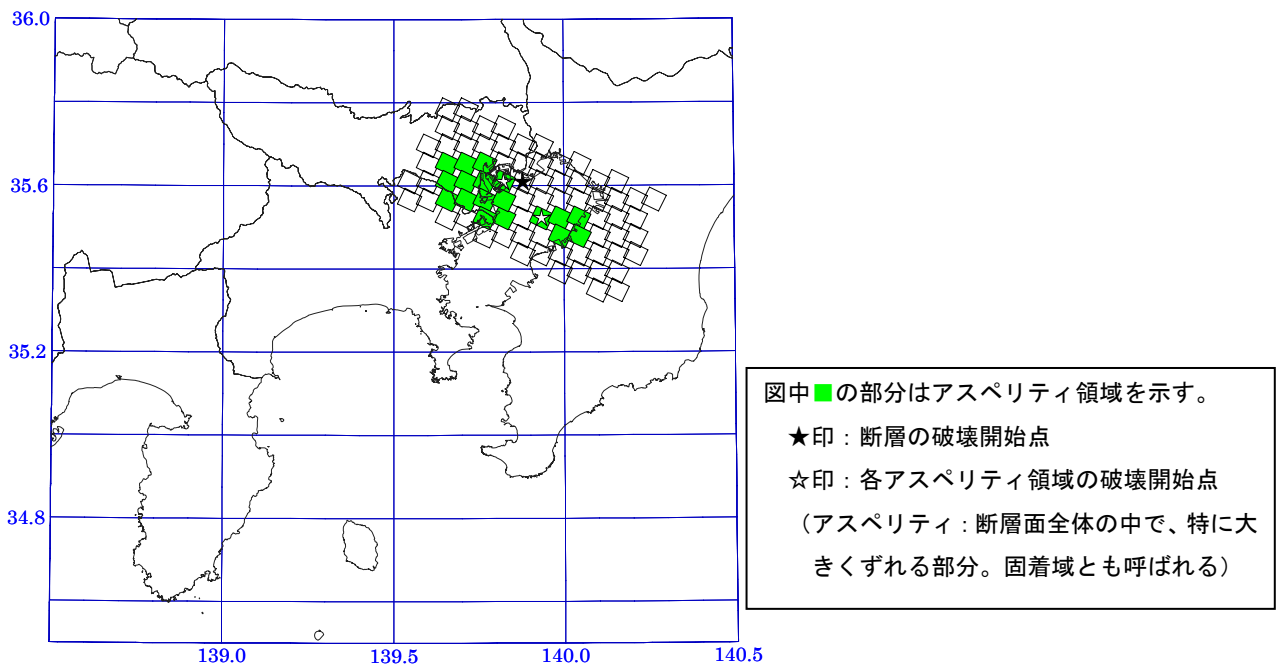 36.0
35.6
35.2
34.8
139.0
139.5
140.0
140.5
図中■の部分はアスペリティ領域を示す。
★印：断層の破壊開始点
☆印：各アスペリティ領域の破壊開始点
（アスペリティ：断層面全体の中で、特に大
きくずれる部分。固着域とも呼ばれる）